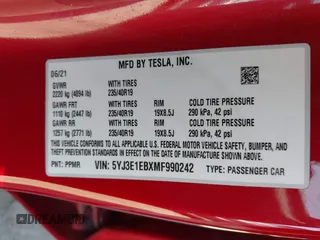 MFD BY TESLA, INC.
06/21
GVWR WITH TIRES
2220 kg (4894 lb) 235/40R19
GAWR FRT WITH TIRES RIM COLD TIRE PRESSURE
1110 kg (2447 lb) 235/40R19 19X8.5J 290 kPa, 42 psi
GAWR RR WITH TIRES RIM COLD TIRE PRESSURE
1257 kg (2771 lb) 235/40R19 19X8.5J 290 kPa, 42 psi
THIS VEHICLE CONFORMS TO ALL APPLICABLE U.S. FEDERAL MOTOR VEHICLE SAFETY, BUMPER, AND
THEFT PREVENTION STANDARDS IN EFFECT ON THE DATE OF MANUFACTURE SHOWN ABOVE.
PNT: PPMR VIN: 5YJ3E1EBXMF990242 TYPE: PASSENGER CAR
DREAMBID